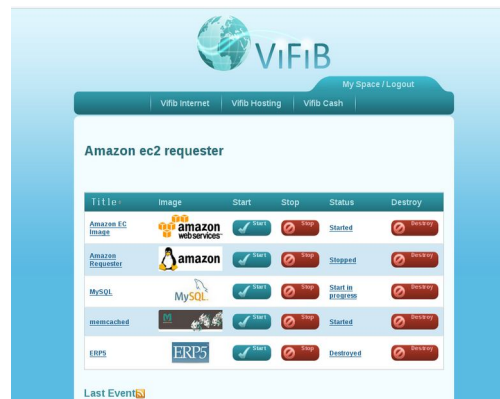 ViFiB
My Space / Logout
Vifib Internet Vifib Hosting Vifib Cash
Amazon ec2 requester
Title Image Start Stop Status Destroy
Amazon EC
Image
amazon
webservices
Start Stop Started Destroy
Amazon
Requester
amazon
Start Stop Stopped Destroy
MySQL
MySQL
Start Stop Start in
progress
Destroy
memcached
Start Stop Started Destroy
ERP5 ERP5 Start Stop Destroyed Destroy
Last Event